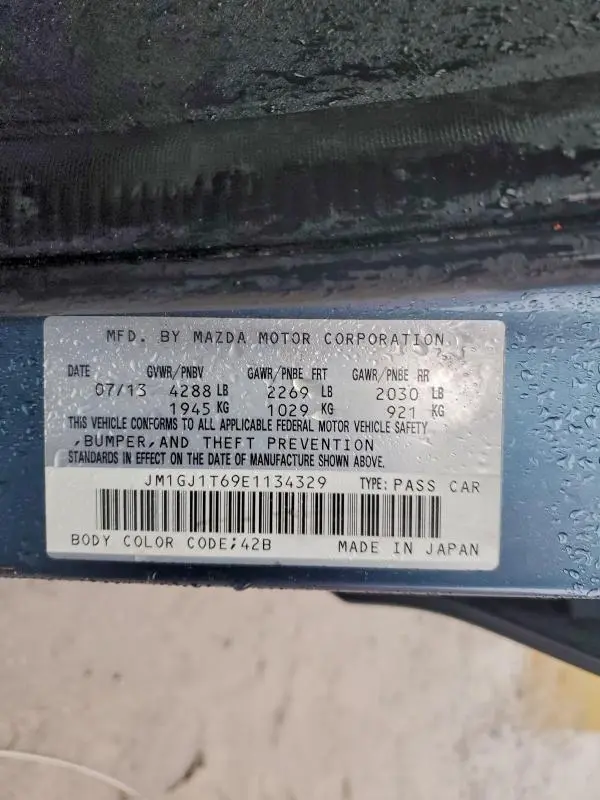 MFD. BY MAZDA MOTOR CORPORATION
DATE GVWR/PNBV GAWR/PNBE FRT GAWR/PNBE RR
07/13 4288 LB 2269 LB 2030 LB
1945 KG 1029 KG 921 KG
THIS VEHICLE CONFORMS TO ALL APPLICABLE FEDERAL MOTOR VEHICLE SAFETY
,BUMPER,AND THEFT PREVENTION
STANDARDS IN EFFECT ON THE DATE OF MANUFACTURE SHOWN ABOVE.
JM1GJ1T69E1134329 TYPE: PASS CAR
BODY COLOR CODE;42B MADE IN JAPAN